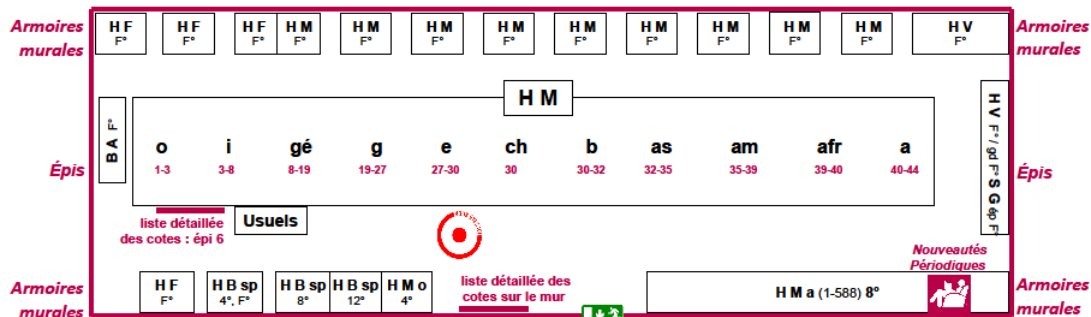 Armoires
murales
H F
F°
H F
F°
H F
F°
H M
F°
H M
F°
H M
F°
H M
F°
H M
F°
H M
F°
H M
F°
H M
F°
H M
F°
H V
F°
Armoires
murales
H M
BA F°
Épis
o
1-3
i
3-8
gé
8-19
g
19-27
e
27-30
ch
30
b
30-32
as
32-35
am
35-39
afr
39-40
a
40-44
H V F° / gd F° S G ép F°
Épis
liste détaillée
des cotes : épi 6
Usuels
Nouveautés
Périodiques
Armoires
murales
H F
F°
H B sp
4°, F°
H B sp
8°
H B sp
12°
H M o
4°
liste détaillée des
cotes sur le mur
H M a (1-588) 8°
Armoires
murales